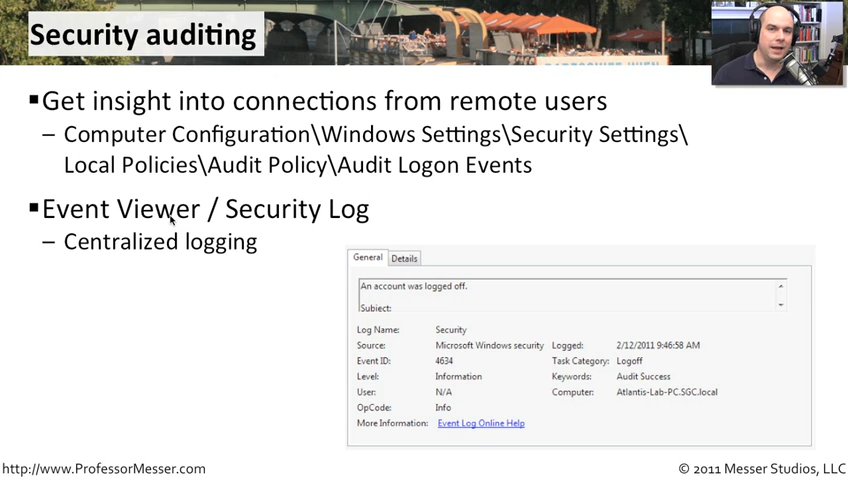 Security auditing
▪Get insight into connections from remote users
– Computer Configuration\Windows Settings\Security Settings\
Local Policies\Audit Policy\Audit Logon Events
▪Event Viewer / Security Log
– Centralized logging
General Details
An account was logged off.
Subject:
Log Name: Security
Source: Microsoft Windows security Logged: 2/12/2011 9:46:58 AM
Event ID: 4634 Task Category: Logoff
Level: Information Keywords: Audit Success
User: N/A Computer: Atlantis-Lab-PC.SGC.local
OpCode: Info
More Information: Event Log Online Help
http://www.ProfessorMesser.com
© 2011 Messer Studios, LLC